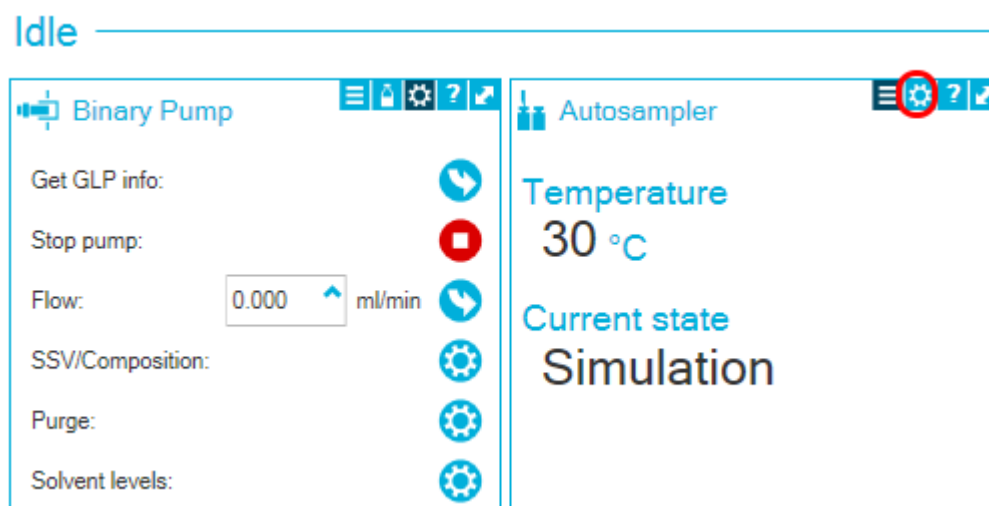 Idle
Binary Pump
?
Get GLP info:
Stop pump:
Flow: 0.000 ml/min
SSV/Composition:
Purge:
Solvent levels:
Autosampler
?
Temperature
30 °C
Current state
Simulation